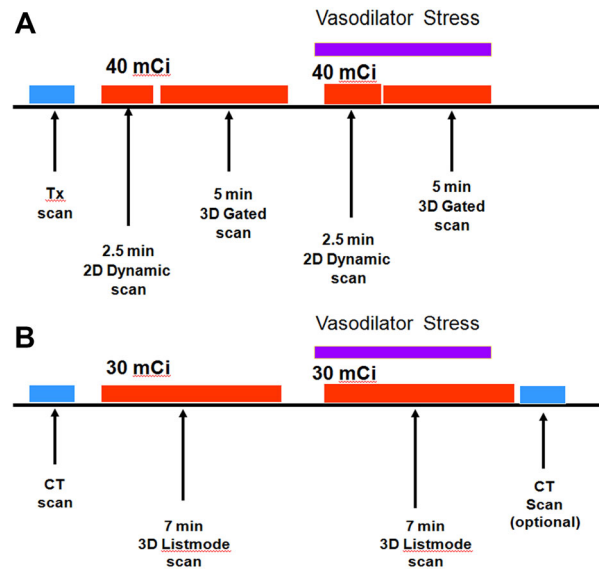 A
Vasodilator Stress
40 mCi
40 mCi
Tx
scan
5 min
3D Gated
scan
5 min
3D Gated
scan
2.5 min
2D Dynamic
scan
2.5 min
2D Dynamic
scan
B
Vasodilator Stress
30 mCi
30 mCi
CT
scan
CT
Scan
(optional)
7 min
3D Listmode
scan
7 min
3D Listmode
scan